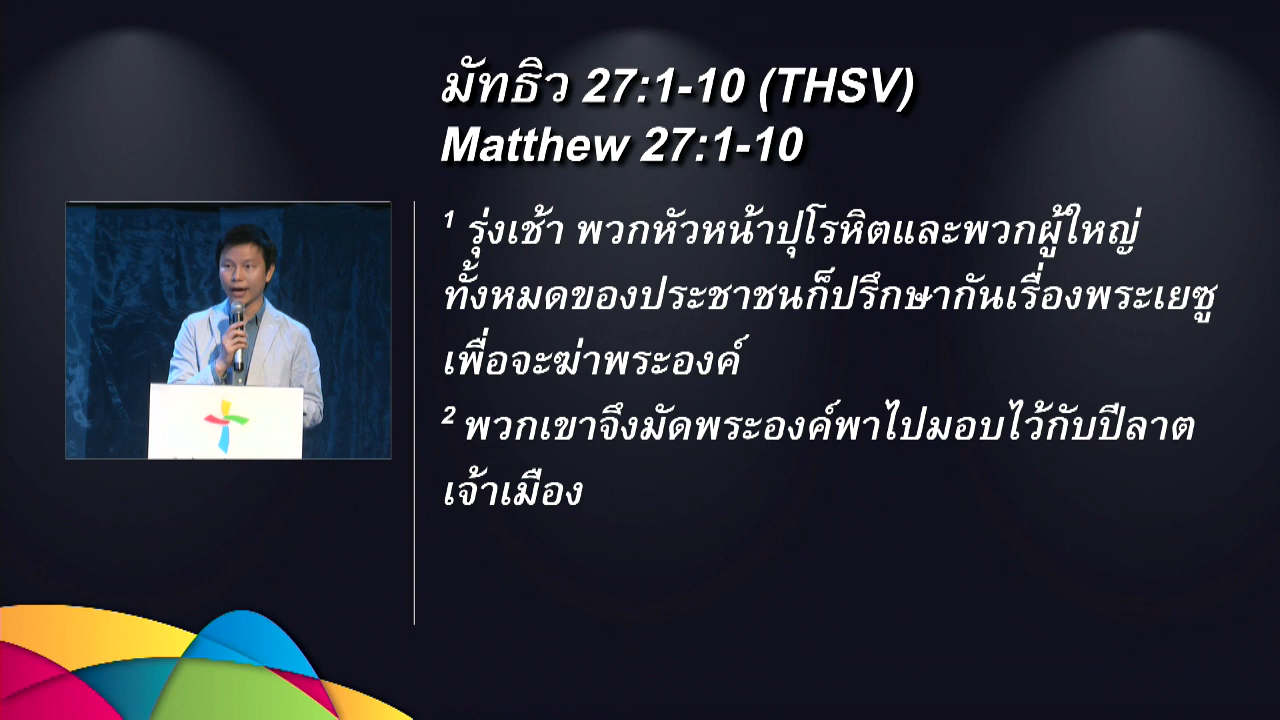 มัทธิว 27:1-10 (THSV)
Matthew 27:1-10
1 รุ่งเช้า พวกหัวหน้าปุโรหิตและพวกผู้ใหญ่
ทั้งหมดของประชาชนก็ปรึกษากันเรื่องพระเยซู
เพื่อจะฆ่าพระองค์
2 พวกเขาจึงมัดพระองค์พาไปมอบไว้กับปีลาต
เจ้าเมือง